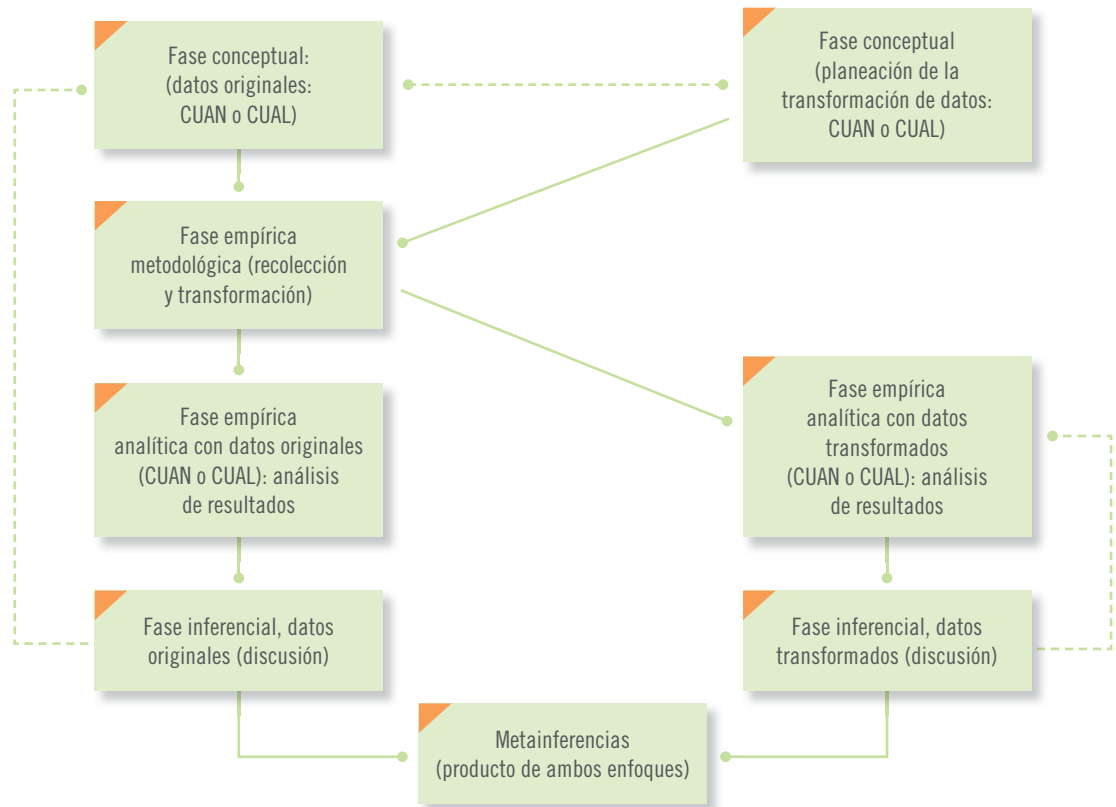 Fase conceptual:
(datos originales:
CUAN o CUAL)
Fase conceptual
(planeación de la
transformación de datos:
CUAN o CUAL)
Fase empírica
metodológica (recolección
y transformación)
Fase empírica
analítica con datos originales
(CUAN o CUAL): análisis
de resultados
Fase empírica
analítica con datos
transformados
(CUAN o CUAL): análisis
de resultados
Fase inferencial, datos
originales (discusión)
Fase inferencial, datos
transformados (discusión)
Metainferencias
(producto de ambos enfoques)